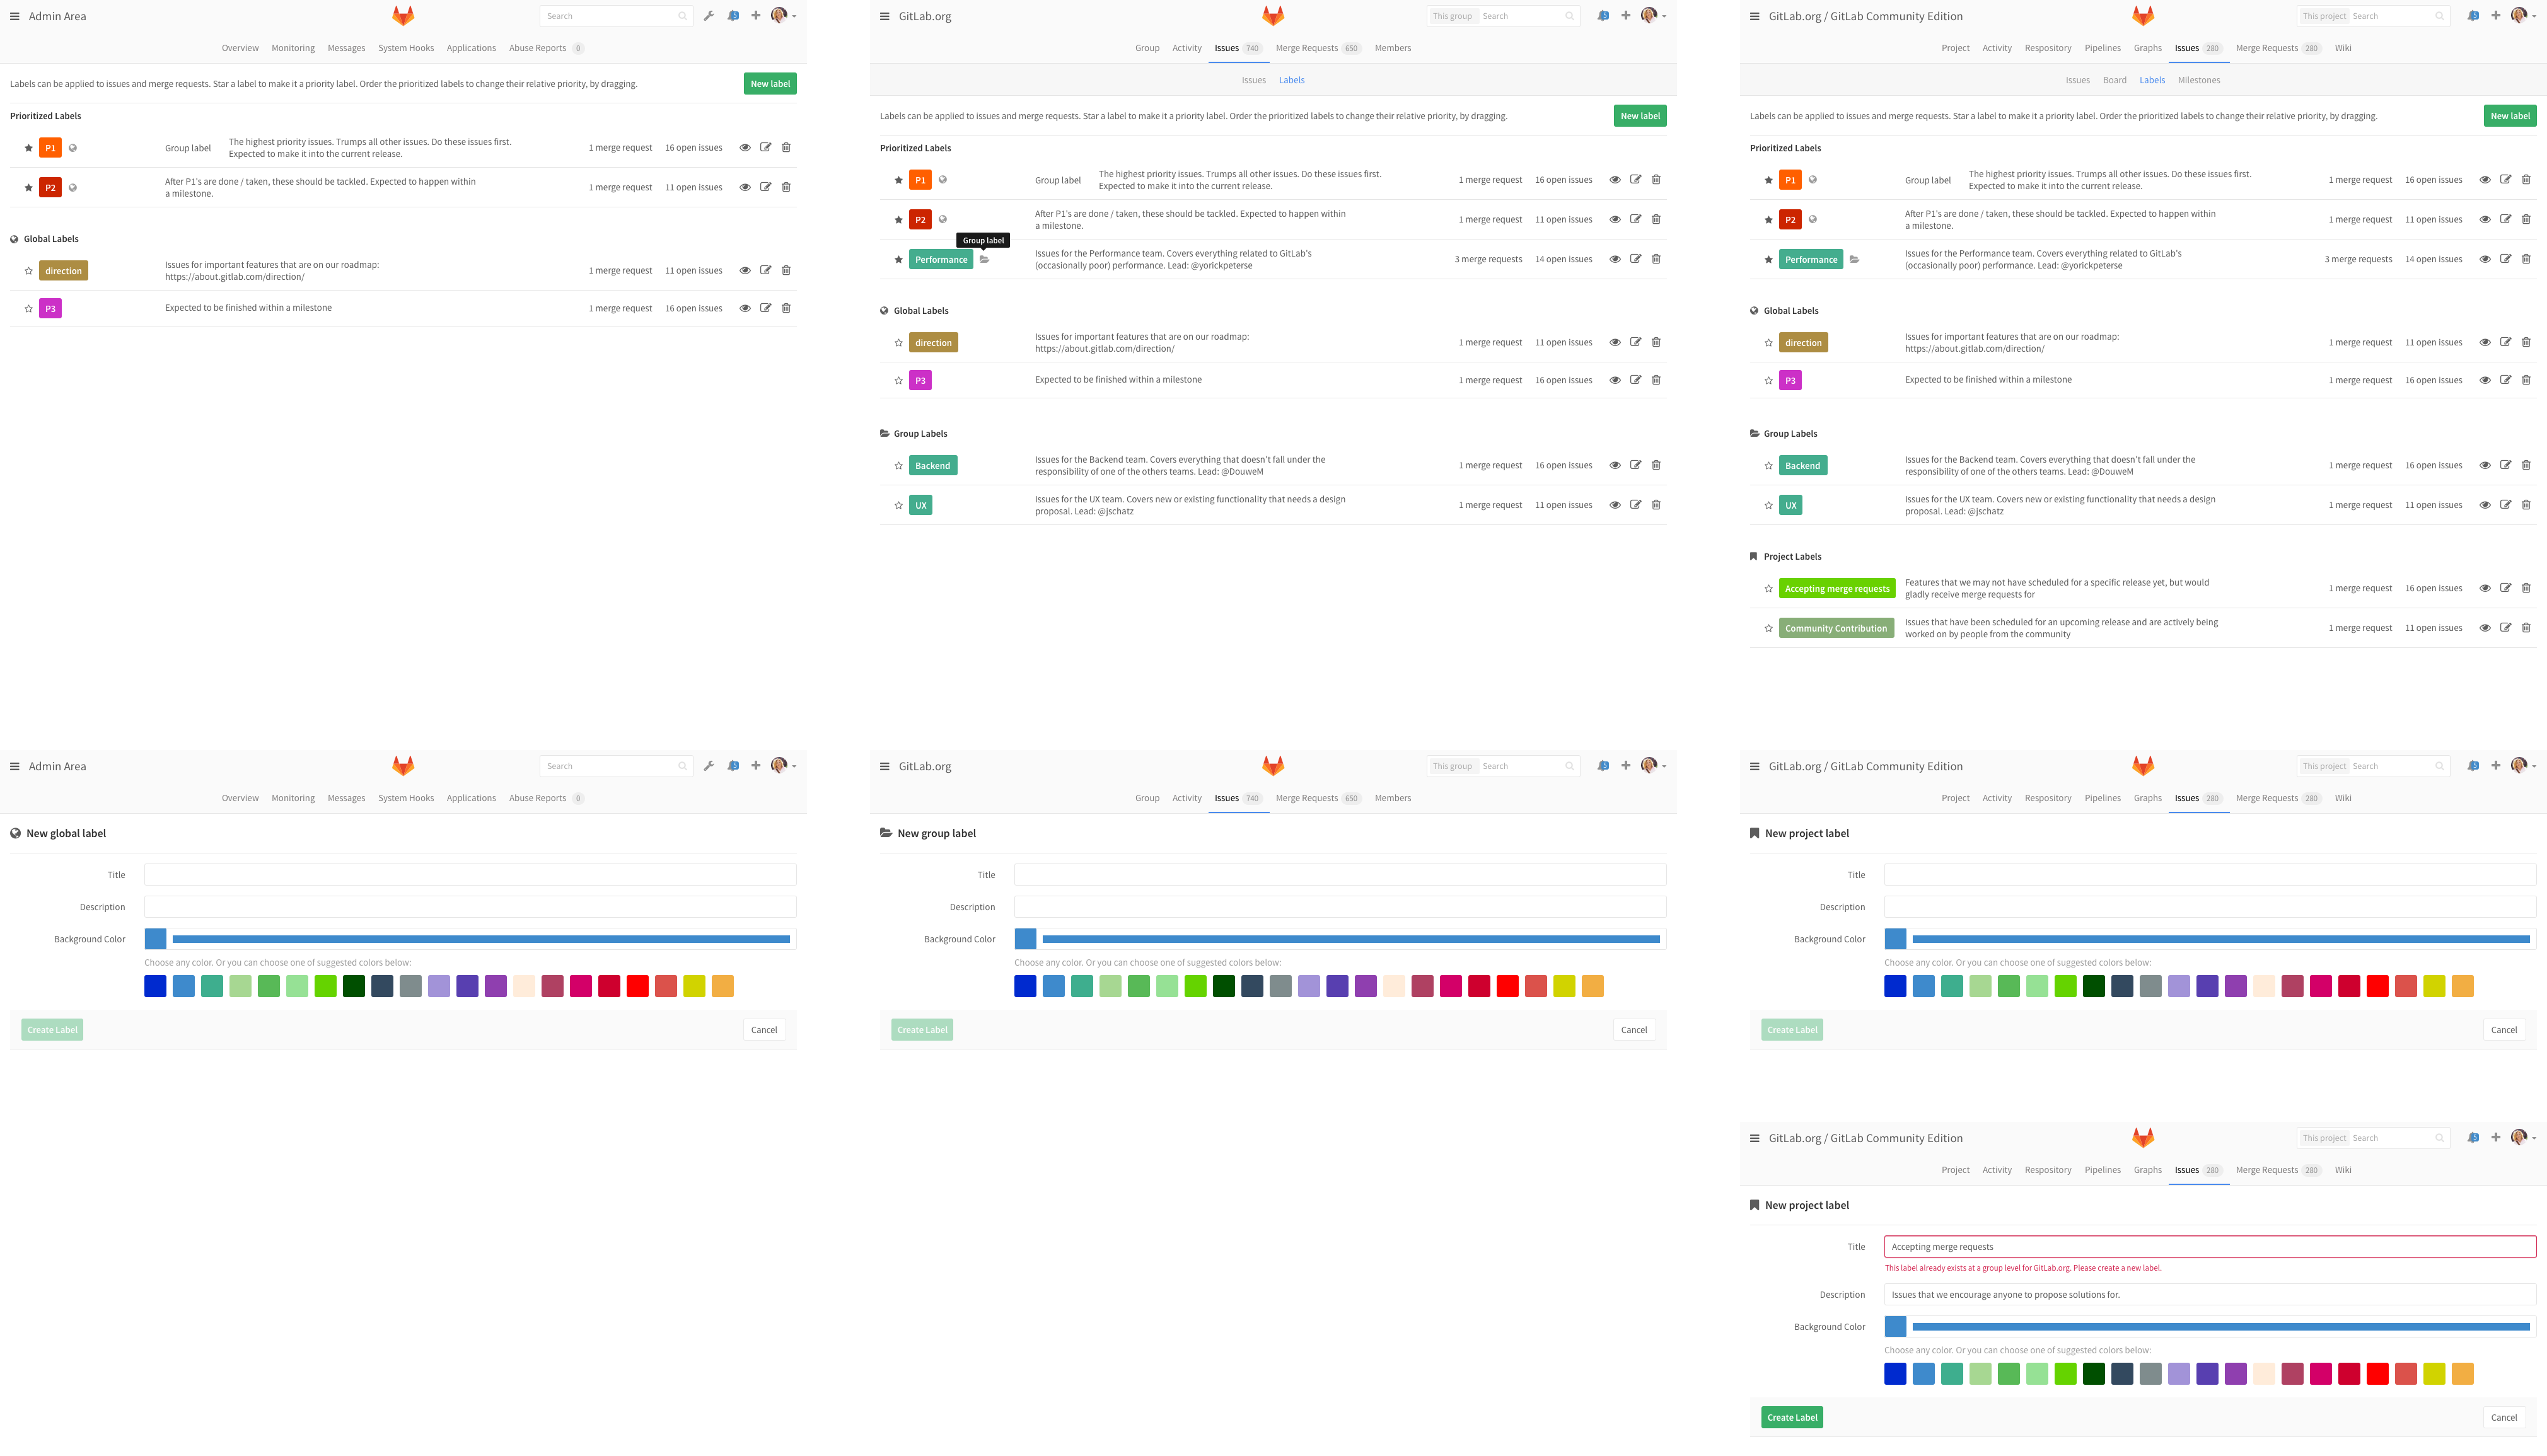 Admin Area
Search
Overview Monitoring Messages System Hooks Applications Abuse Reports 0
Labels can be applied to issues and merge requests. Star a label to make it a priority label. Order the prioritized labels to change their relative priority, by dragging.
New label
Prioritized Labels
P1 Group label The highest priority issues. Trumps all other issues. Do these issues first.
Expected to make it into the current release.
1 merge request 16 open issues
P2 After P1's are done / taken, these should be tackled. Expected to happen within
a milestone.
1 merge request 11 open issues
Global Labels
direction Issues for important features that are on our roadmap:
https://about.gitlab.com/direction/
1 merge request 11 open issues
P3 Expected to be finished within a milestone 1 merge request 16 open issues
GitLab.org
This group Search
Group Activity Issues 740 Merge Requests 650 Members
Issues Labels
Labels can be applied to issues and merge requests. Star a label to make it a priority label. Order the prioritized labels to change their relative priority, by dragging.
New label
Prioritized Labels
P1 Group label The highest priority issues. Trumps all other issues. Do these issues first.
Expected to make it into the current release.
1 merge request 16 open issues
P2 After P1's are done / taken, these should be tackled. Expected to happen within
a milestone.
1 merge request 11 open issues
Group label
Performance Issues for the Performance team. Covers everything related to GitLab's
(occasionally poor) performance. Lead: @yorickpeterse
3 merge requests 14 open issues
Global Labels
direction Issues for important features that are on our roadmap:
https://about.gitlab.com/direction/
1 merge request 11 open issues
P3 Expected to be finished within a milestone 1 merge request 16 open issues
Group Labels
Backend Issues for the Backend team. Covers everything that doesn't fall under the
responsibility of one of the others teams. Lead: @DouweM
1 merge request 16 open issues
UX Issues for the UX team. Covers new or existing functionality that needs a design
proposal. Lead: @jschatz
1 merge request 11 open issues
GitLab.org / GitLab Community Edition
This project Search
Project Activity Respository Pipelines Graphs Issues 280 Merge Requests 280 Wiki
Issues Board Labels Milestones
Labels can be applied to issues and merge requests. Star a label to make it a priority label. Order the prioritized labels to change their relative priority, by dragging.
New label
Prioritized Labels
P1 Group label The highest priority issues. Trumps all other issues. Do these issues first.
Expected to make it into the current release.
1 merge request 16 open issues
P2 After P1's are done / taken, these should be tackled. Expected to happen within
a milestone.
1 merge request 11 open issues
Performance Issues for the Performance team. Covers everything related to GitLab's
(occasionally poor) performance. Lead: @yorickpeterse
3 merge requests 14 open issues
Global Labels
direction Issues for important features that are on our roadmap:
https://about.gitlab.com/direction/
1 merge request 11 open issues
P3 Expected to be finished within a milestone 1 merge request 16 open issues
Group Labels
Backend Issues for the Backend team. Covers everything that doesn't fall under the
responsibility of one of the others teams. Lead: @DouweM
1 merge request 16 open issues
UX Issues for the UX team. Covers new or existing functionality that needs a design
proposal. Lead: @jschatz
1 merge request 11 open issues
Project Labels
Accepting merge requests Features that we may not have scheduled for a specific release yet, but would
gladly receive merge requests for
1 merge request 16 open issues
Community Contribution Issues that have been scheduled for an upcoming release and are actively being
worked on by people from the community
1 merge request 11 open issues
Admin Area
Search
Overview Monitoring Messages System Hooks Applications Abuse Reports 0
New global label
Title
Description
Background Color
Choose any color. Or you can choose one of suggested colors below:
Create Label Cancel
GitLab.org
This group Search
Group Activity Issues 740 Merge Requests 650 Members
New group label
Title
Description
Background Color
Choose any color. Or you can choose one of suggested colors below:
Create Label Cancel
GitLab.org / GitLab Community Edition
This project Search
Project Activity Respository Pipelines Graphs Issues 280 Merge Requests 280 Wiki
New project label
Title
Description
Background Color
Choose any color. Or you can choose one of suggested colors below:
Create Label Cancel
GitLab.org / GitLab Community Edition
This project Search
Project Activity Respository Pipelines Graphs Issues 280 Merge Requests 280 Wiki
New project label
Title Accepting merge requests
This label already exists at a group level for GitLab.org. Please create a new label.
Description Issues that we encourage anyone to propose solutions for.
Background Color
Choose any color. Or you can choose one of suggested colors below:
Create Label Cancel